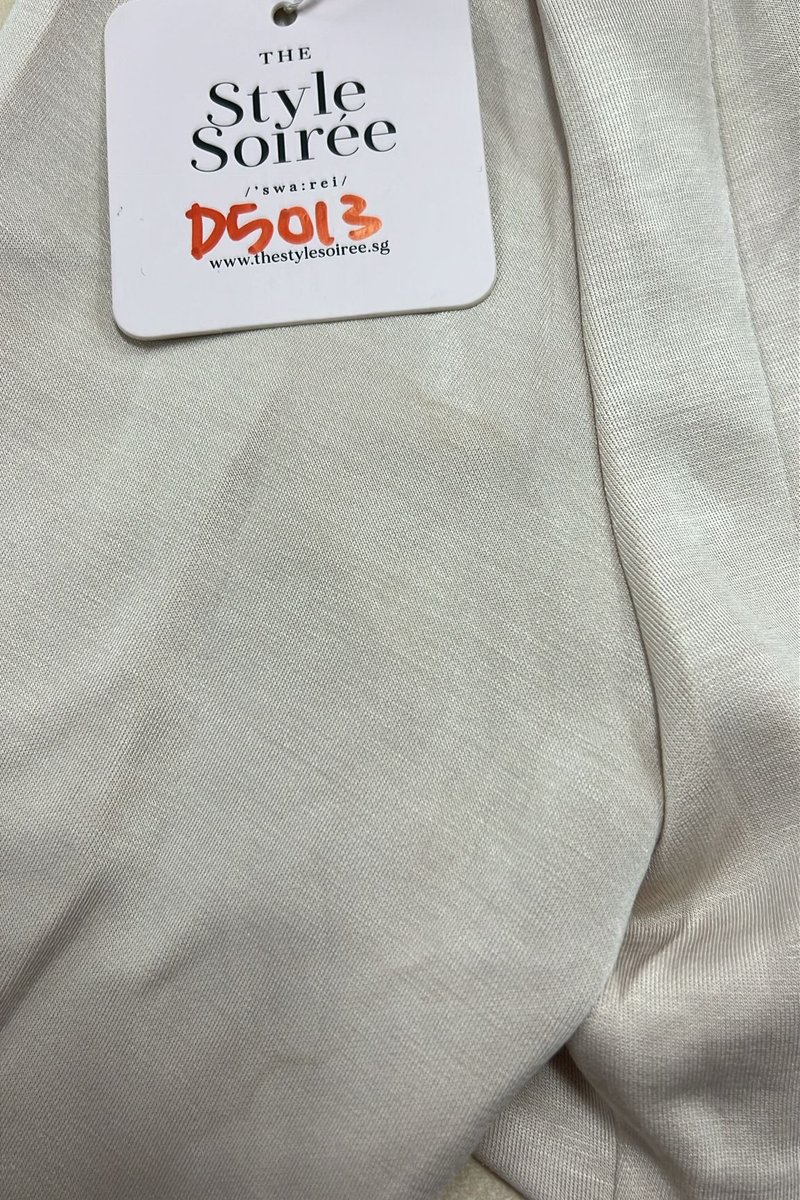 THE
Style
Soirée
/'swa:rei/
D5013
www.thestylesoiree.sg